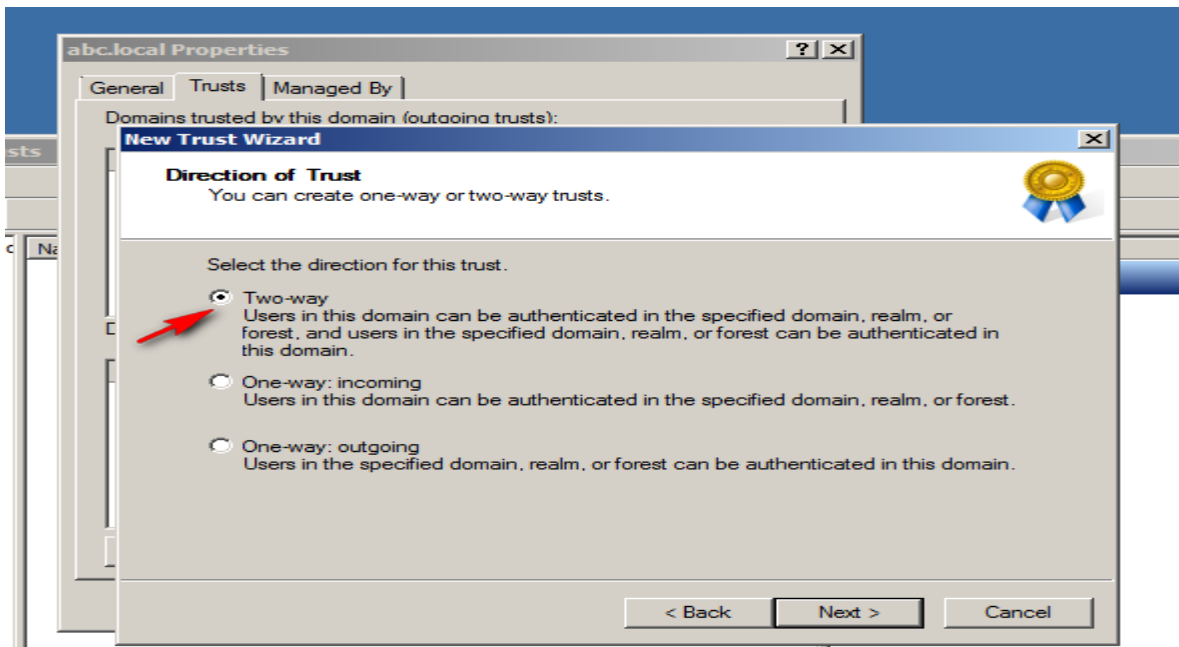 abc.local Properties
General Trusts Managed By
Domains trusted by this domain (outgoing trusts):
sts
New Trust Wizard
Direction of Trust
You can create one-way or two-way trusts.
Na
Select the direction for this trust.
Two-way
Users in this domain can be authenticated in the specified domain, realm, or
forest, and users in the specified domain, realm, or forest can be authenticated in
this domain.
One-way: incoming
Users in this domain can be authenticated in the specified domain, realm, or forest.
One-way: outgoing
Users in the specified domain, realm, or forest can be authenticated in this domain.
< Back Next > Cancel